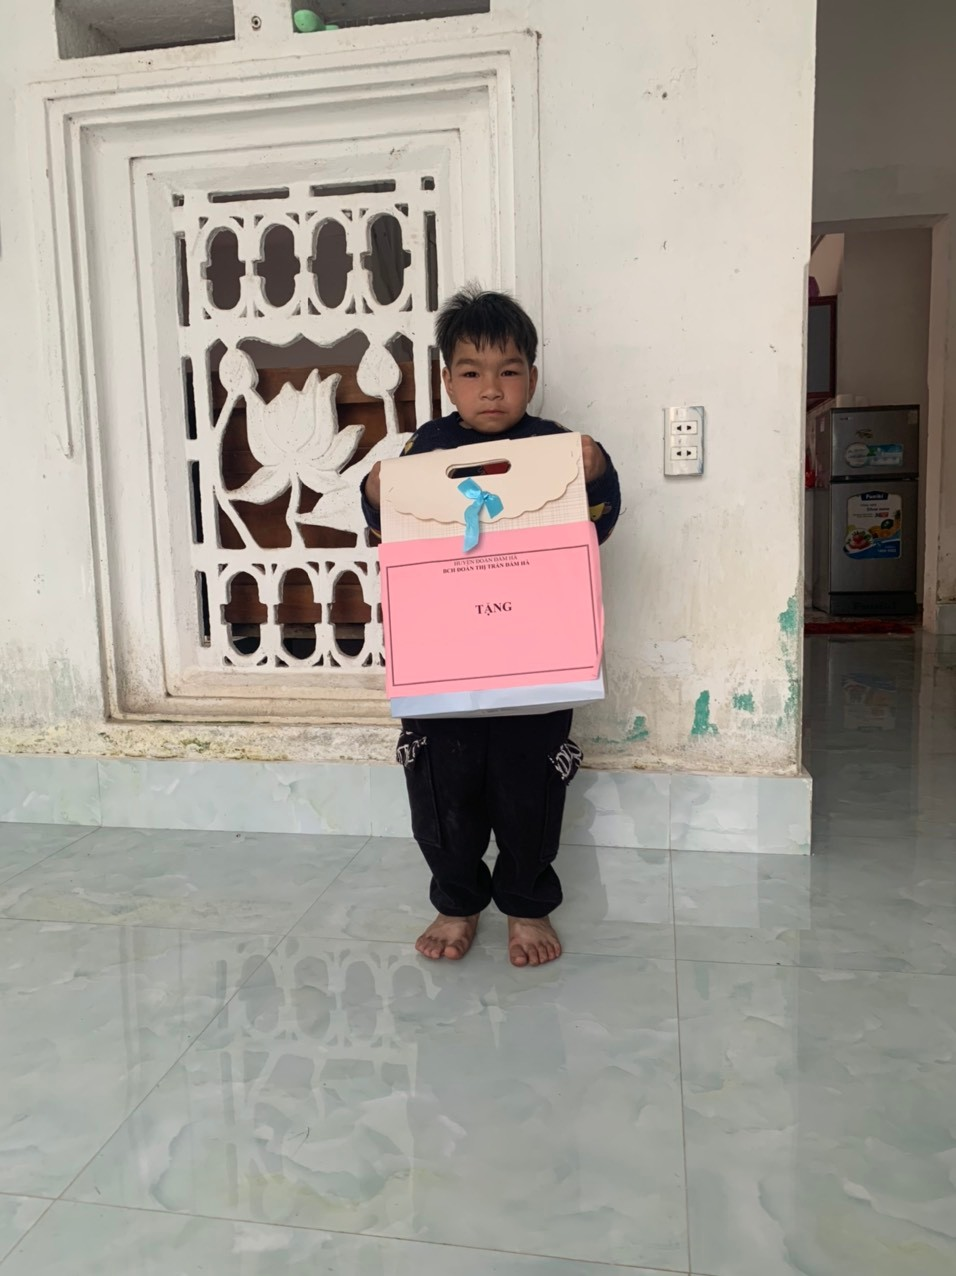 HUYỆN ĐOÀN ĐẦM HÀ
BCH ĐOÀN THỊ TRẤN ĐẦM HÀ
TẶNG